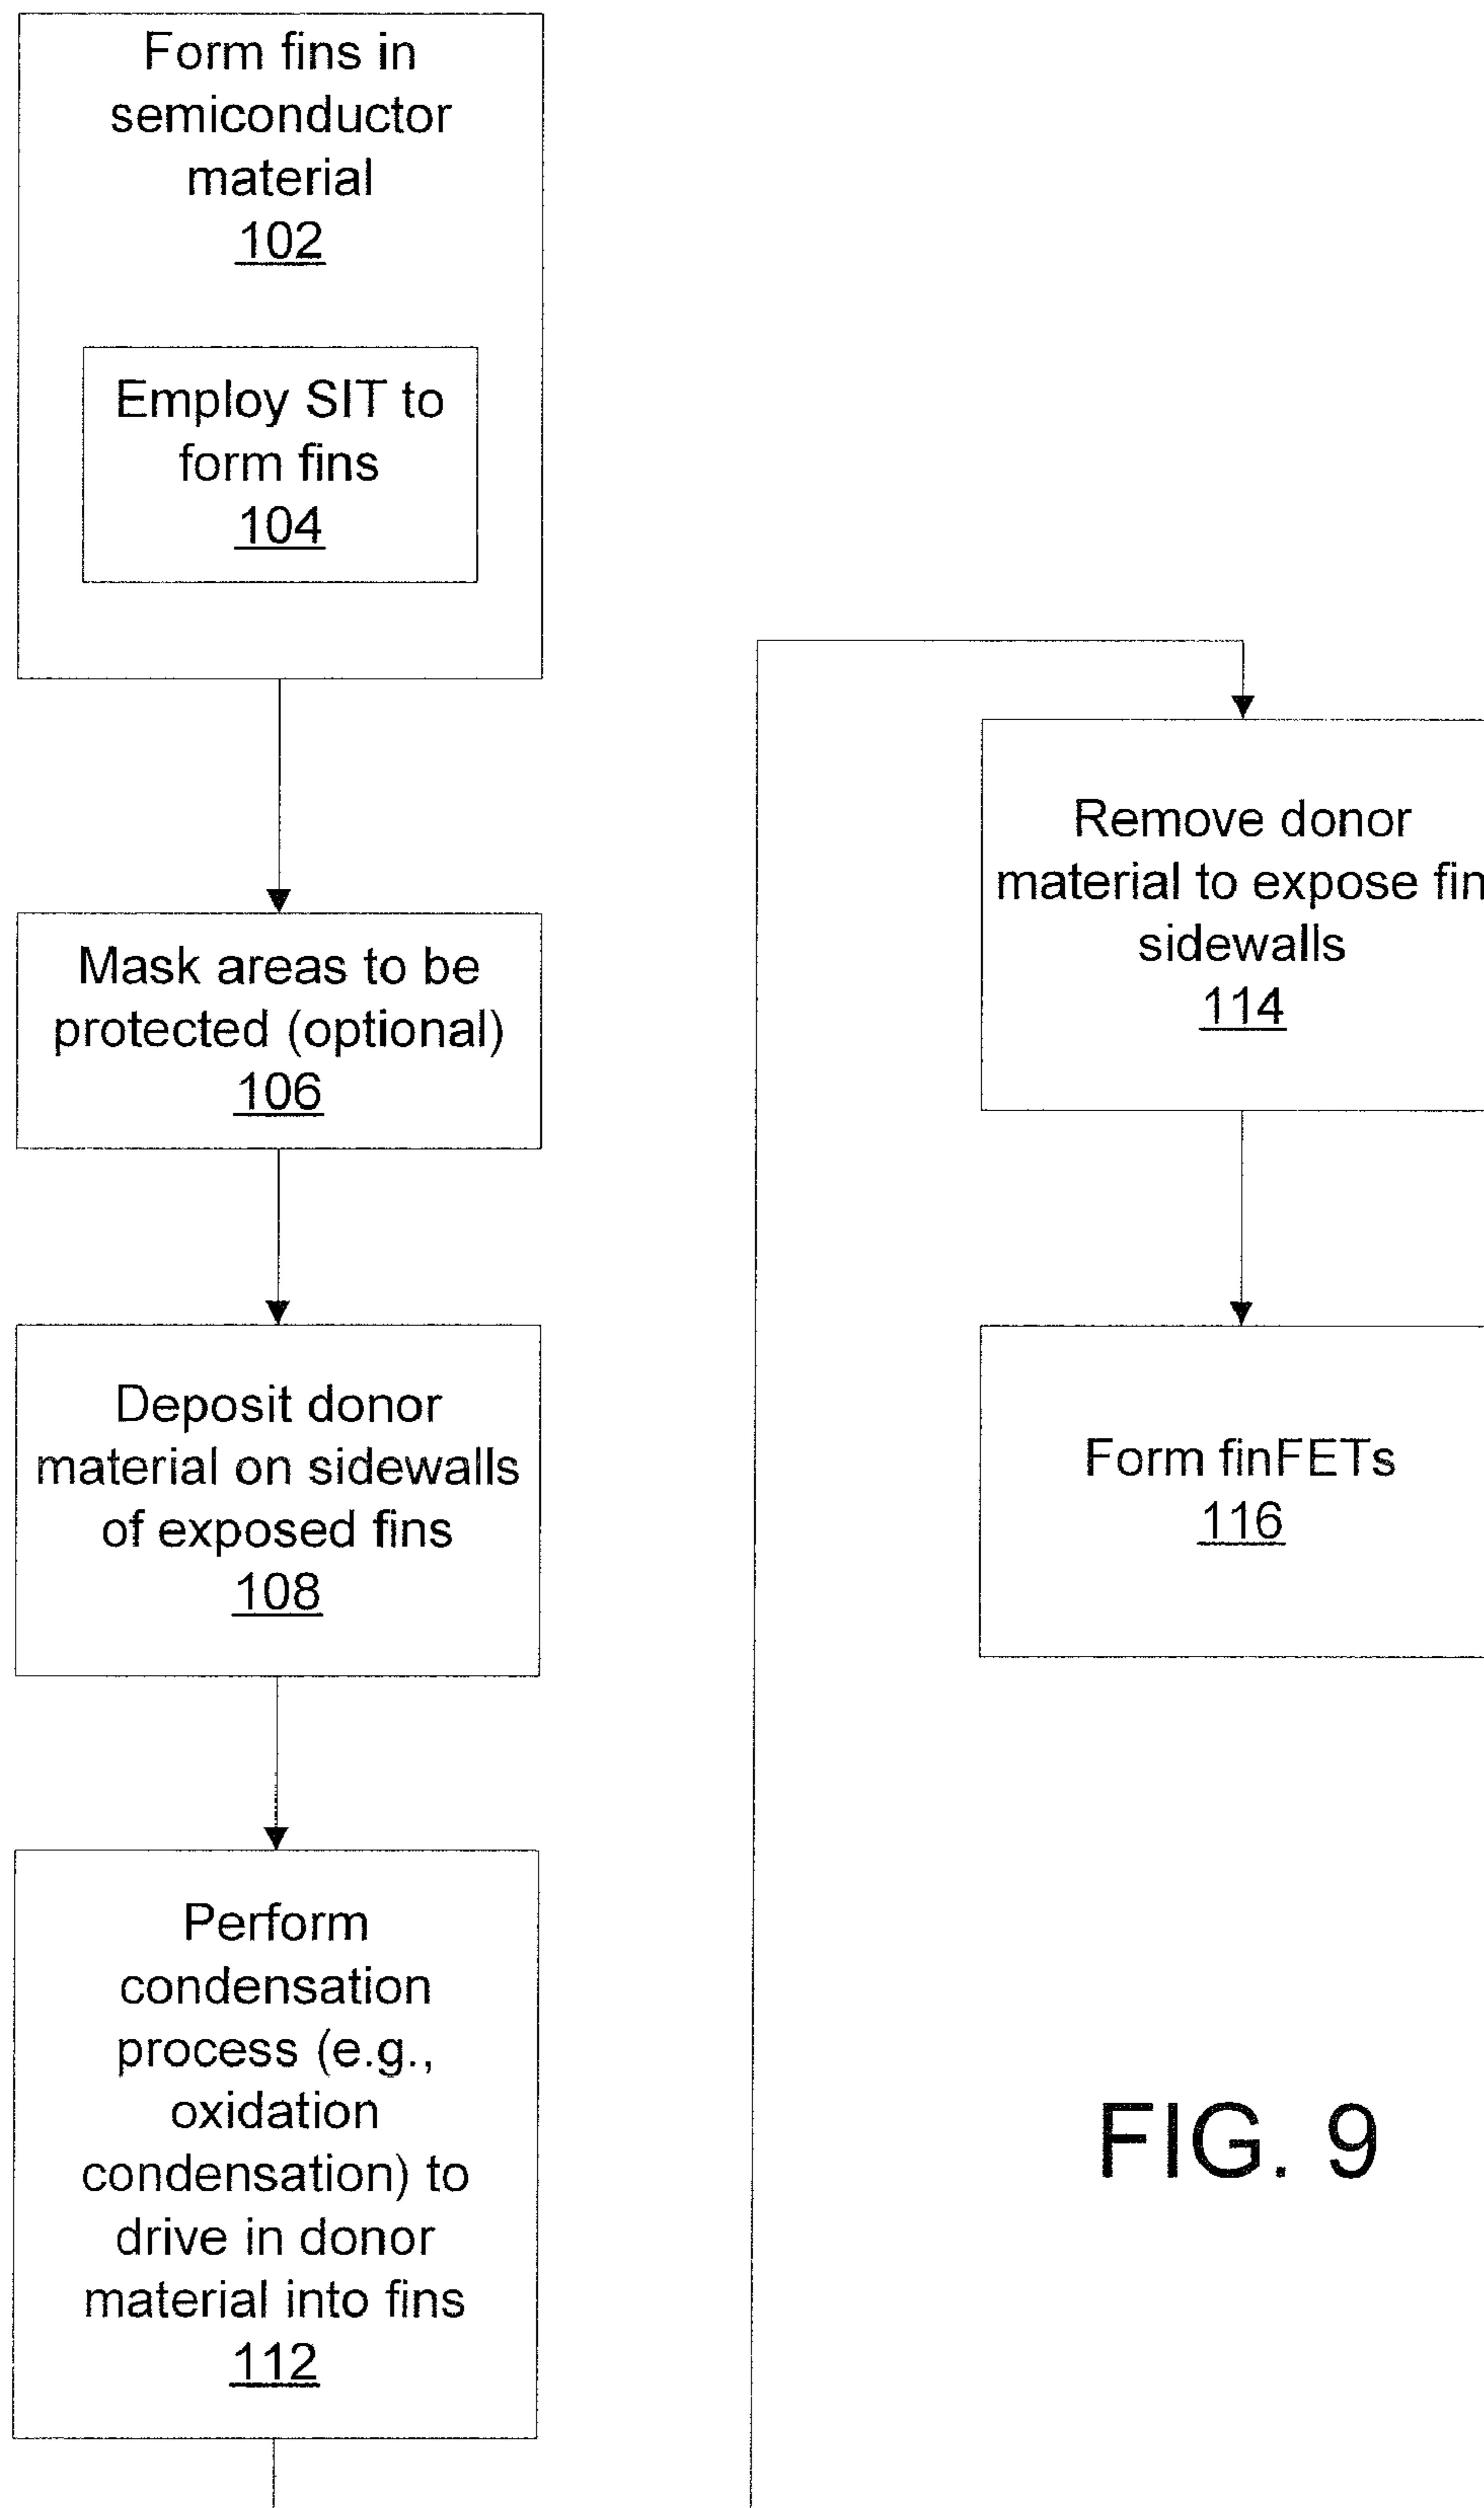 Form fins in
semiconductor
material
102
Employ SIT to
form fins
104
Mask areas to be
protected (optional)
106
Deposit donor
material on sidewalls
of exposed fins
108
Perform
condensation
process (e.g.,
oxidation
condensation) to
drive in donor
material into fins
112
Remove donor
material to expose fin
sidewalls
114
Form finFETs
116
FIG. 9